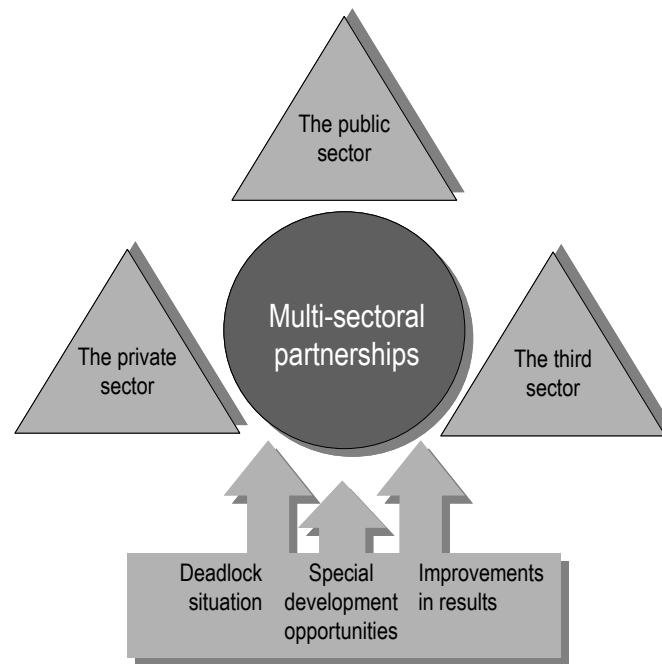 The public
sector
Multi-sectoral
partnerships
The private
sector
The third
sector
Deadlock
situation
Special
development
opportunities
Improvements
in results